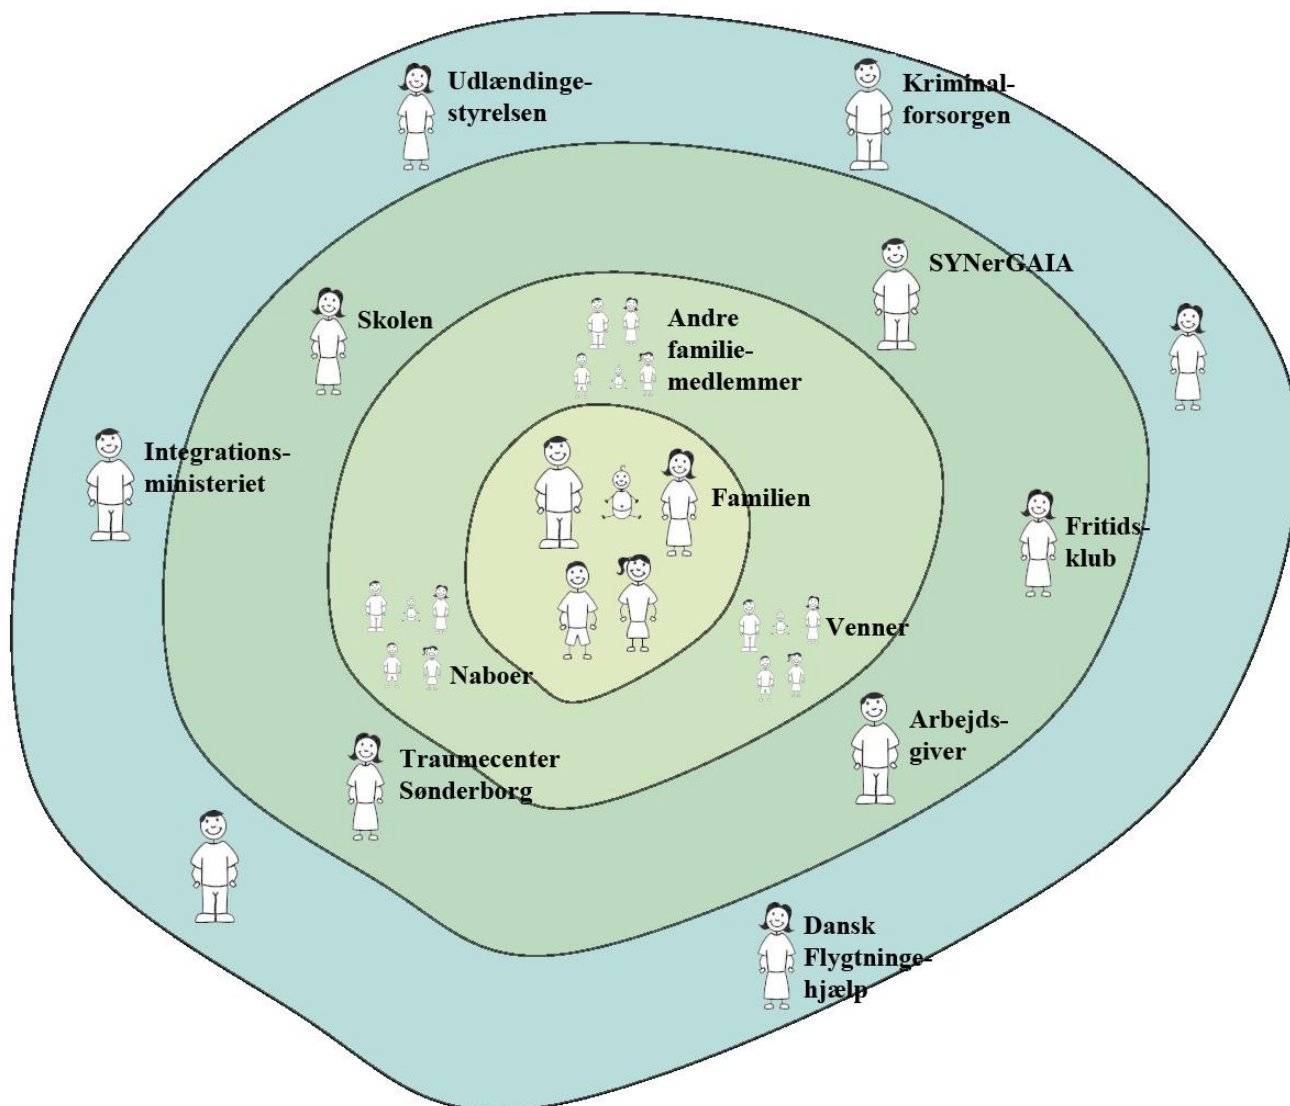 Udlændinge-
styrelsen
Kriminal-
forsorgen
SYNerGAIA
Skolen
Andre
familie-
medlemmer
Integrations-
ministeriet
Familien
Fritids-
klub
Venner
Naboer
Arbejds-
giver
Traumecenter
Sønderborg
Dansk
Flygtninge-
hjælp